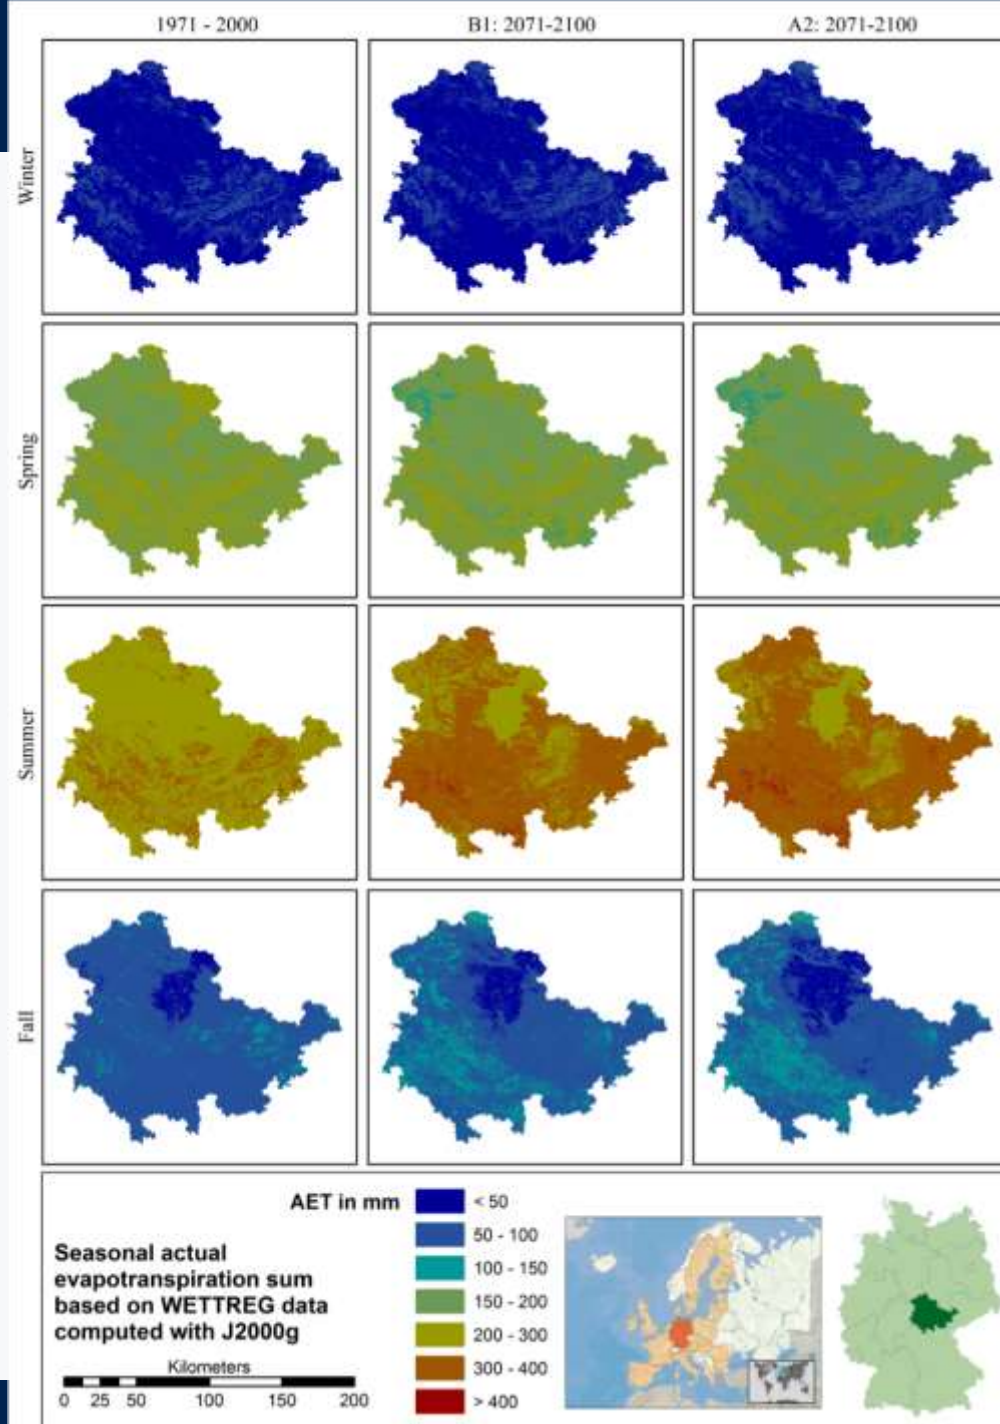 1971 - 2000
B1: 2071-2100
A2: 2071-2100
Winter
Spring
Summer
Fall
AET in mm
< 50
50 - 100
100 - 150
150 - 200
200 - 300
300 - 400
> 400
Seasonal actual
evapotranspiration sum
based on WETTREG data
computed with J2000g
Kilometers
0 25 50 100 150 200